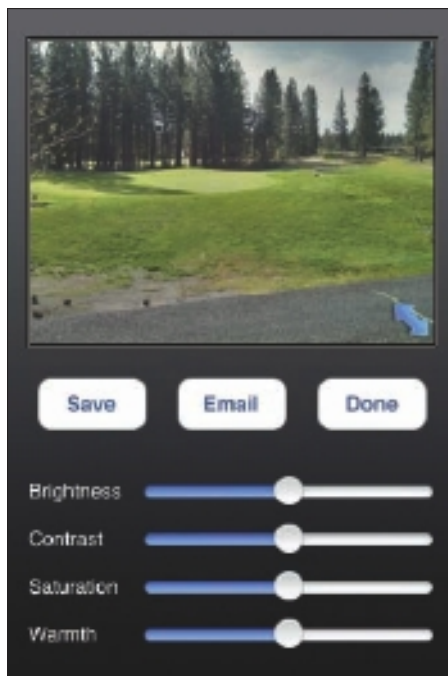 Save Email Done
Brightness
Contrast
Saturation
Warmth